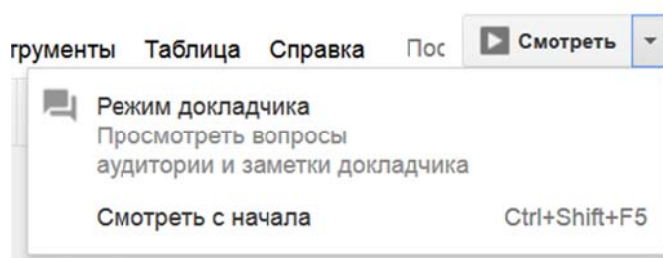 трументы Таблица Справка Пос Смотреть
Режим докладчика
Просмотреть вопросы
аудитории и заметки докладчика
Смотреть с начала Ctrl+Shift+F5